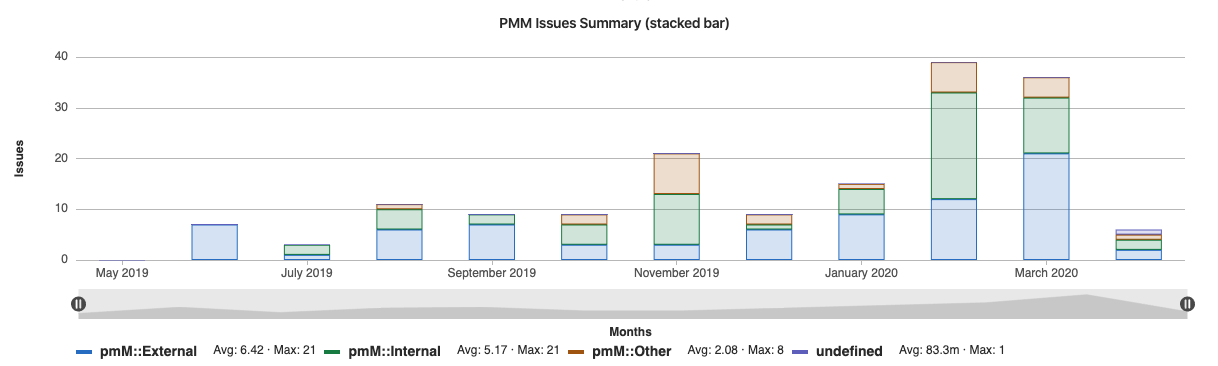 PMM Issues Summary (stacked bar)
40
30
20
10
0
Issues
May 2019 July 2019 September 2019 November 2019 January 2020 March 2020
Months
pmM::External Avg: 6.42 · Max: 21 pmM::Internal Avg: 5.17 · Max: 21 pmM::Other Avg: 2.08 · Max: 8 undefined Avg: 83.3m · Max: 1